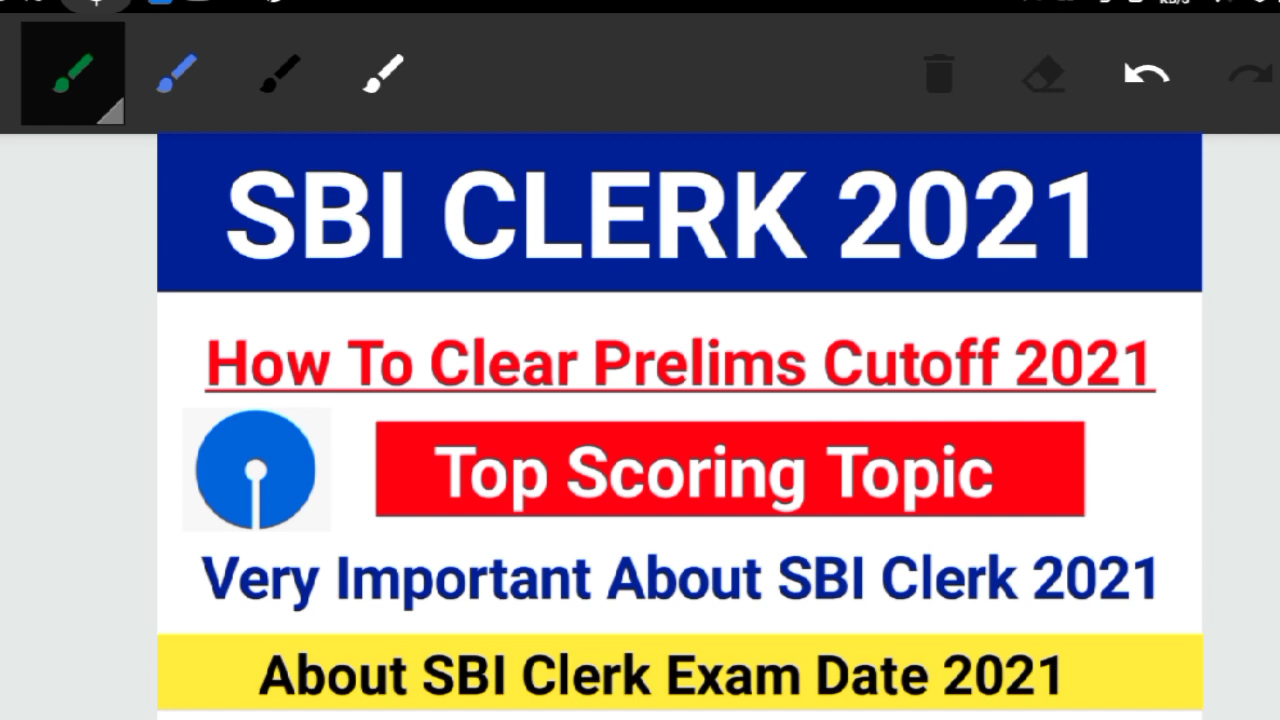 SBI CLERK 2021
How To Clear Prelims Cutoff 2021
Top Scoring Topic
Very Important About SBI Clerk 2021
About SBI Clerk Exam Date 2021